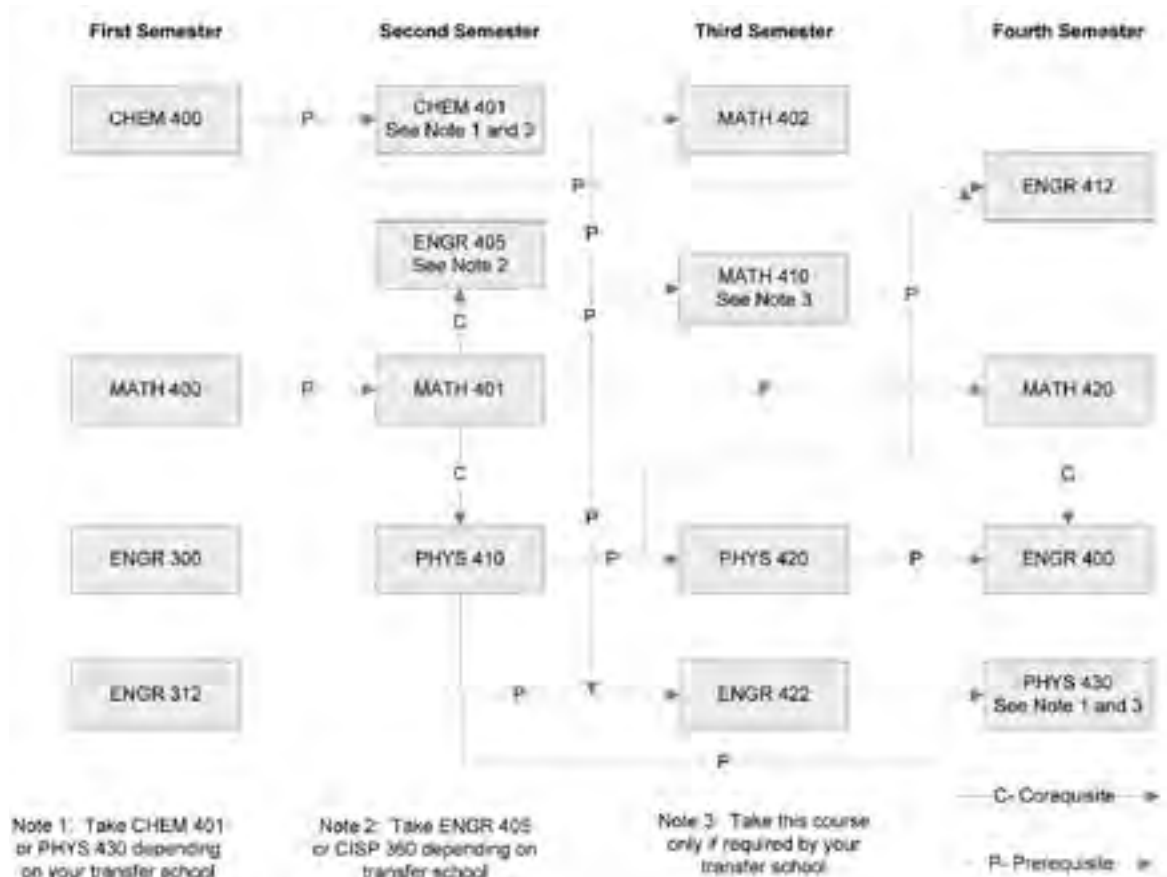 First Semester
Second Semester
Third Semester
Fourth Semester
CHEM 400
P
CHEM 401
See Note 1 and 3
MATH 402
P
ENGR 412
P
ENGR 405
See Note 2
MATH 410
See Note 3
P
P
C
MATH 400
P
MATH 401
P
MATH 420
C
C
P
ENGR 300
PHYS 410
P
PHYS 420
P
ENGR 400
ENGR 312
P
ENGR 422
PHYS 430
See Note 1 and 3
P
C- Corequisite
P- Prerequisite
Note 1: Take CHEM 401
or PHYS 430 depending
on your transfer school
Note 2: Take ENGR 405
or CISP 360 depending on
transfer school
Note 3: Take this course
only if required by your
transfer school